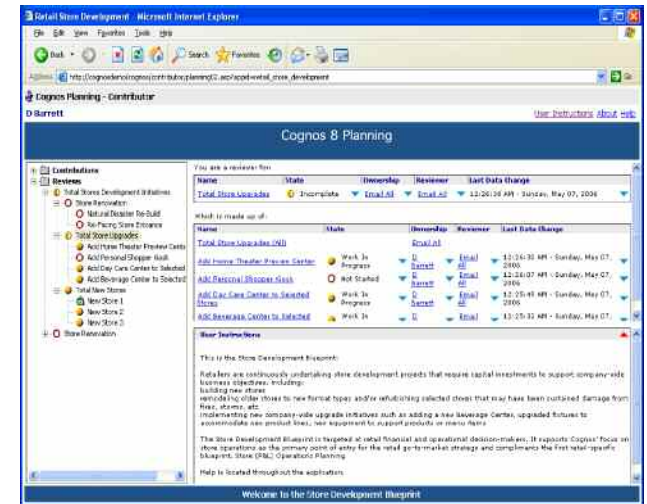 Retail Store Development - Microsoft Internet Explorer
File Edit View Favorites Tools Help
Back Search Favorites
Address http://cognosdemo/cognos/contributor/planning02.asp?appid=retail_store_development Go
Cognos Planning - Contributor
D Barrett User Instructions About Help
Cognos 8 Planning
Contributions
Reviews
Total Stores Development Initiatives
Store Renovation
Natural Disaster Re-Build
Re-Facing Store Entrance
Total Store Upgrades
Add Home Theater Preview Cente
Add Personal Shopper Kiosk
Add Day Care Center to Selected
Add Beverage Center to Selected
Total New Stores
New Store 1
New Store 2
New Store 3
Store Renovation
You are a reviewer for:
Name State Ownership Reviewer Last Data Change
Total Store Upgrades Incomplete Email All Email All 12:26:38 AM - Sunday, May 07, 2006
Which is made up of:
Name State Ownership Reviewer Last Data Change
Total Store Upgrades (All) Email All
Add Home Theater Preview Center Work In Progress D Barrett Email All 12:26:38 AM - Sunday, May 07, 2006
Add Personal Shopper Kiosk Not Started D Barrett Email All 12:26:07 AM - Sunday, May 07, 2006
Add Day Care Center to Selected Stores Work In Progress D Barrett Email All 12:25:49 AM - Sunday, May 07, 2006
Add Beverage Center to Selected Work In D Email 12:25:32 AM - Sunday, May 07,
User Instructions
This is the Store Development Blueprint:
Retailers are continuously undertaking store development projects that require capital investments to support company-wide
business objectives, including:
building new stores
remodeling older stores to new format types and/or refurbishing selected stores that may have been sustained damage from
fires, storms, etc
implementing new company-wide upgrade initiatives such as adding a new Beverage Center, upgraded fixtures to
accommodate new product lines, new equipment to support products or menu items
The Store Development Blueprint is targeted at retail financial and operational decision-makers. It supports Cognos' focus on
store operations as the primary point of entry for the retail go-to-market strategy and compliments the first retail-specific
blueprint, Store (P&L) Operations Planning
Help is located throughout the application.
Welcome to the Store Development Blueprint